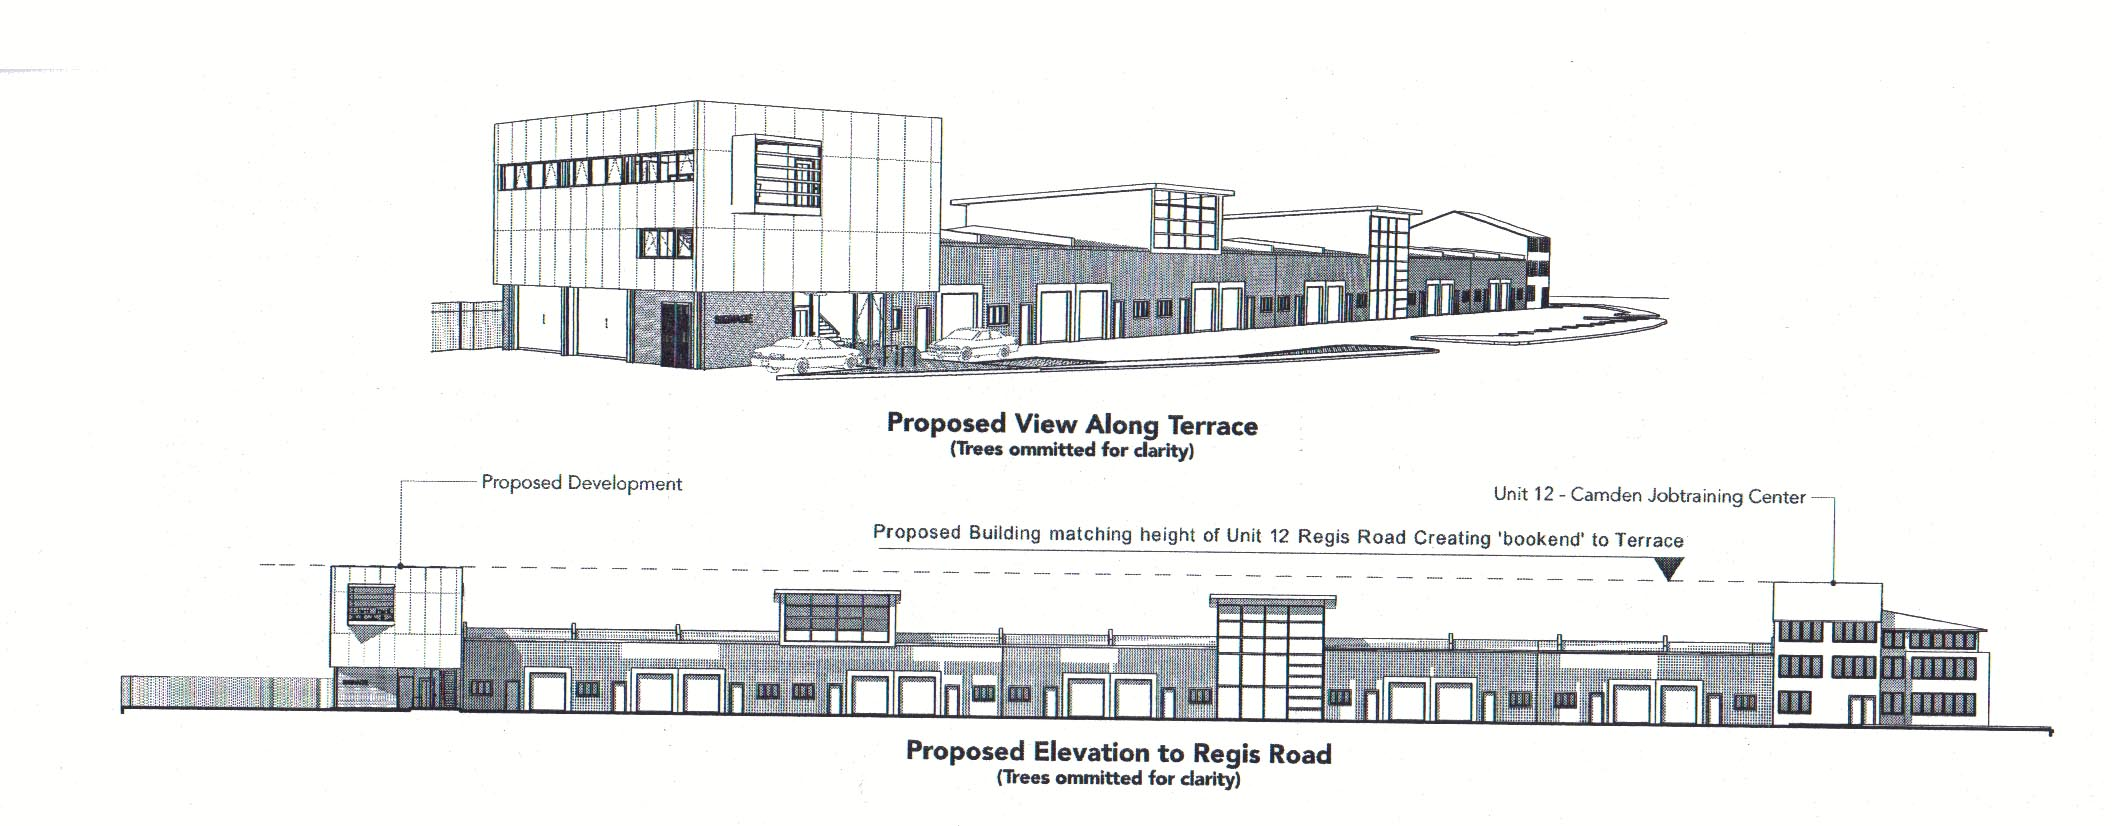 SIGNAGE
Proposed View Along Terrace
(Trees ommitted for clarity)
Proposed Development
Unit 12 - Camden Jobtraining Center
Proposed Building matching height of Unit 12 Regis Road Creating 'bookend' to Terrace
Proposed Elevation to Regis Road
(Trees ommitted for clarity)